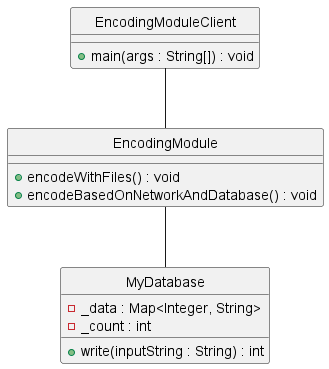 EncodingModuleClient
main(args : String[]) : void
EncodingModule
encodeWithFiles() : void
encodeBasedOnNetworkAndDatabase() : void
MyDatabase
_data : Map<Integer, String>
_count : int
write(inputString : String) : int